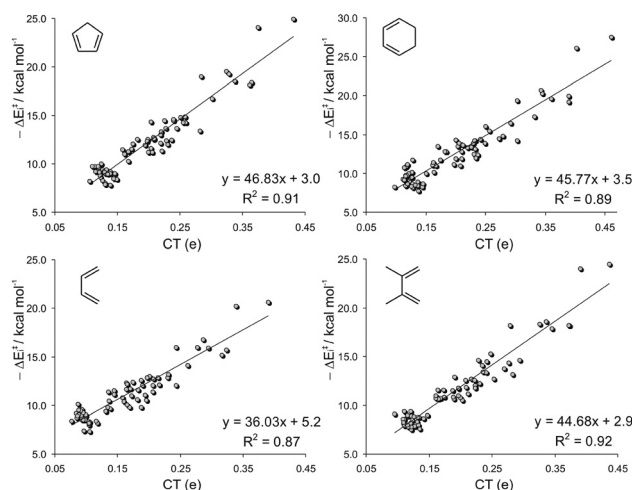 25.0
20.0
15.0
10.0
5.0
− ΔEi‡/ kcal mol-1
0.05 0.15 0.25 0.35 0.45
CT (e)
y = 46.83x + 3.0
R2 = 0.91
30.0
25.0
20.0
15.0
10.0
5.0
− ΔEi‡/ kcal mol-1
0.05 0.15 0.25 0.35 0.45
CT (e)
y = 45.77x + 3.5
R2 = 0.89
25.0
20.0
15.0
10.0
5.0
− ΔEi‡/ kcal mol-1
0.05 0.15 0.25 0.35 0.45
CT (e)
y = 36.03x + 5.2
R2 = 0.87
25.0
20.0
15.0
10.0
5.0
− ΔEi‡/ kcal mol-1
0.05 0.15 0.25 0.35 0.45
CT (e)
y = 44.68x + 2.9
R2 = 0.92